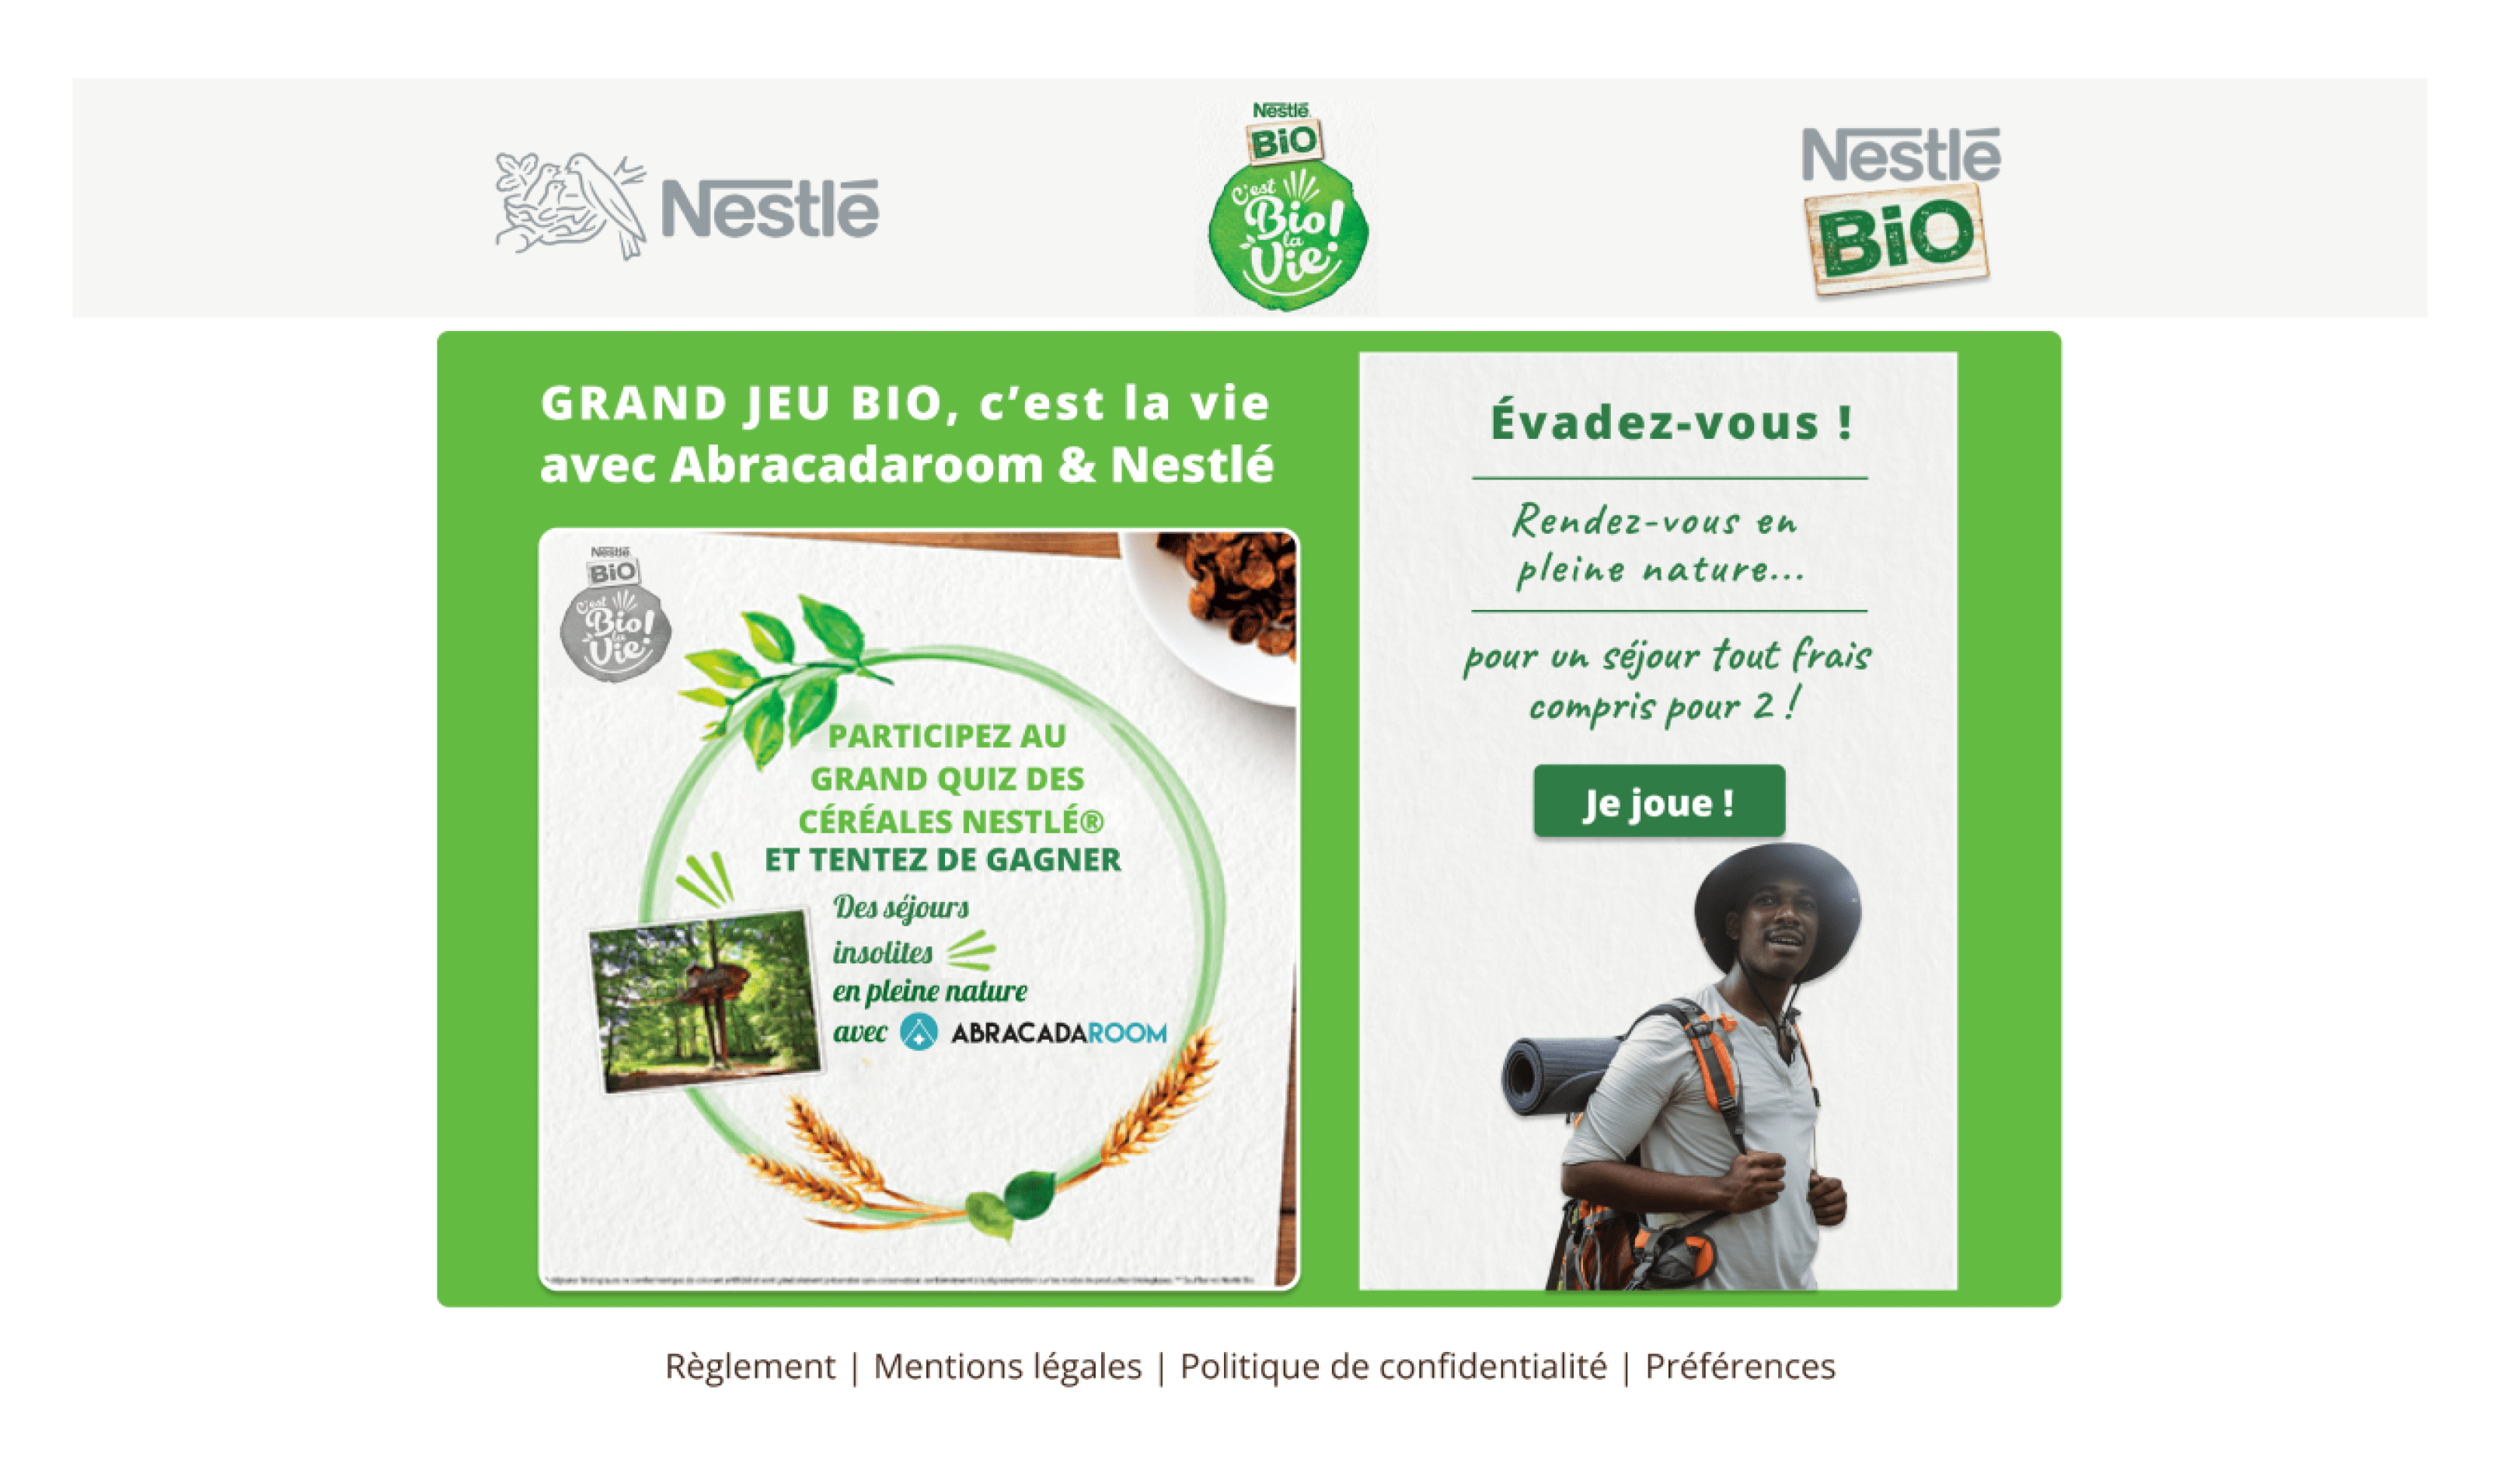 Nestlé
Nestlé
BiO
C'est
Bio!
la
Vie!
Nestlé
BiO
GRAND JEU BIO, c’est la vie
avec Abracadaroom & Nestlé
Nestlé
BiO
C'est
Bio!
la
Vie!
PARTICIPEZ AU
GRAND QUIZ DES
CÉRÉALES NESTLÉ®
ET TENTEZ DE GAGNER
Des séjours
insolites
en pleine nature
avec ABRACADAROOM
Évadez-vous !
Rendez-vous en
pleine nature...
pour un séjour tout frais
compris pour 2 !
Je joue !
Règlement | Mentions légales | Politique de confidentialité | Préférences